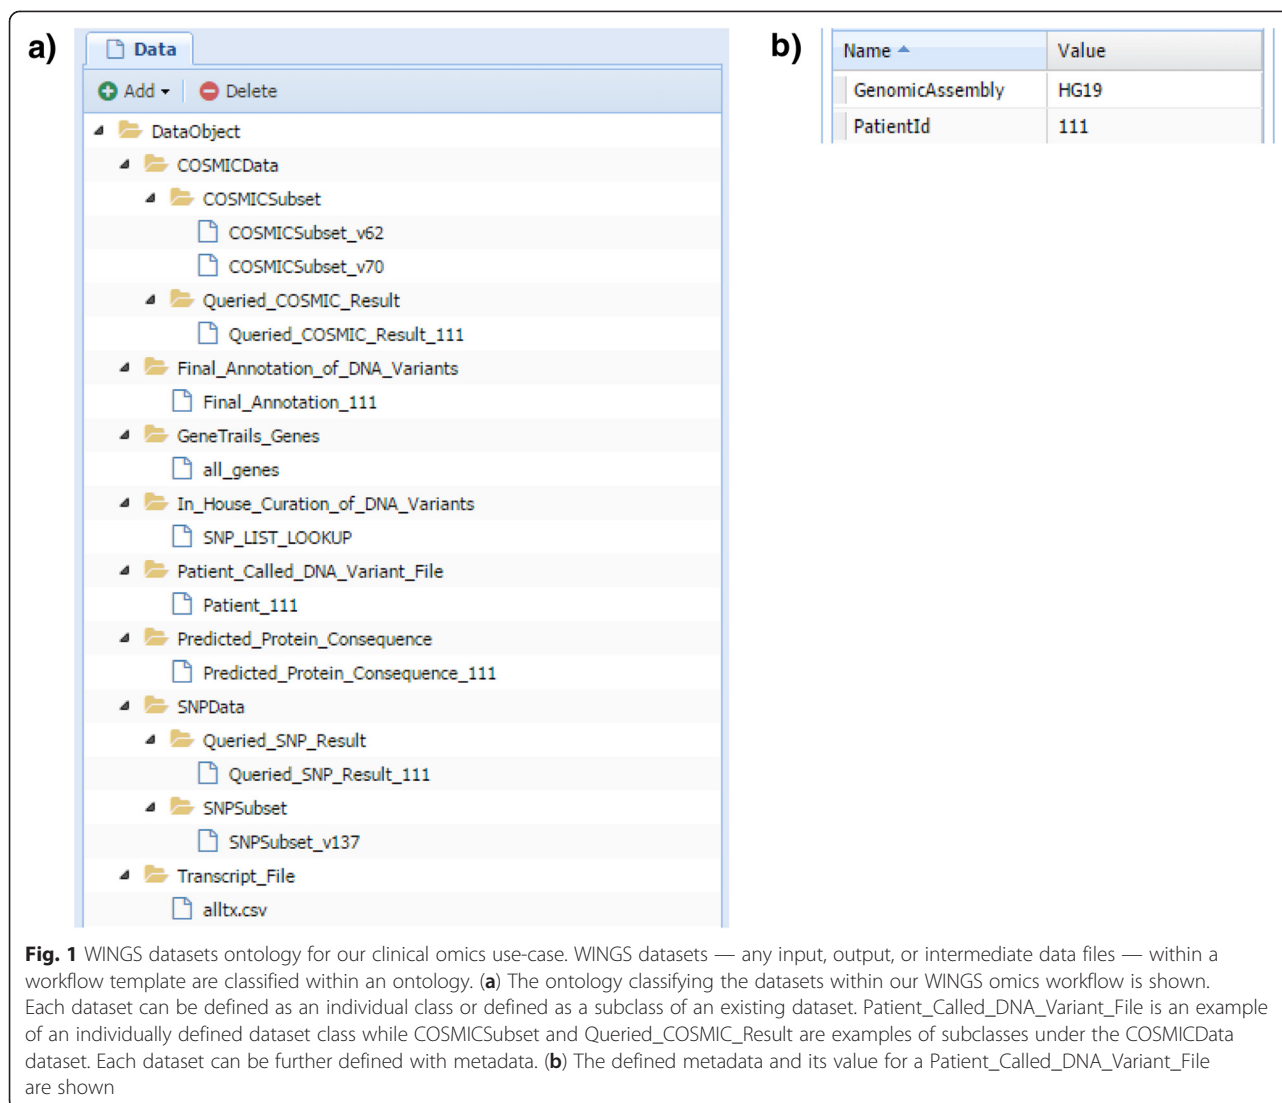 a)
Data
Add
Delete
DataObject
COSMICData
COSMICSubset
COSMICSubset_v62
COSMICSubset_v70
Queried_COSMIC_Result
Queried_COSMIC_Result_111
Final_Annotation_of_DNA_Variants
Final_Annotation_111
GeneTrails_Genes
all_genes
In_House_Curation_of_DNA_Variants
SNP_LIST_LOOKUP
Patient_Called_DNA_Variant_File
Patient_111
Predicted_Protein_Consequence
Predicted_Protein_Consequence_111
SNPData
Queried_SNP_Result
Queried_SNP_Result_111
SNPSubset
SNPSubset_v137
Transcript_File
alltx.csv
b)
Name Value
GenomicAssembly HG19
PatientId 111
Fig. 1 WINGS datasets ontology for our clinical omics use-case. WINGS datasets — any input, output, or intermediate data files — within a
workflow template are classified within an ontology. (a) The ontology classifying the datasets within our WINGS omics workflow is shown.
Each dataset can be defined as an individual class or defined as a subclass of an existing dataset. Patient_Called_DNA_Variant_File is an example
of an individually defined dataset class while COSMICSubset and Queried_COSMIC_Result are examples of subclasses under the COSMICData
dataset. Each dataset can be further defined with metadata. (b) The defined metadata and its value for a Patient_Called_DNA_Variant_File
are shown